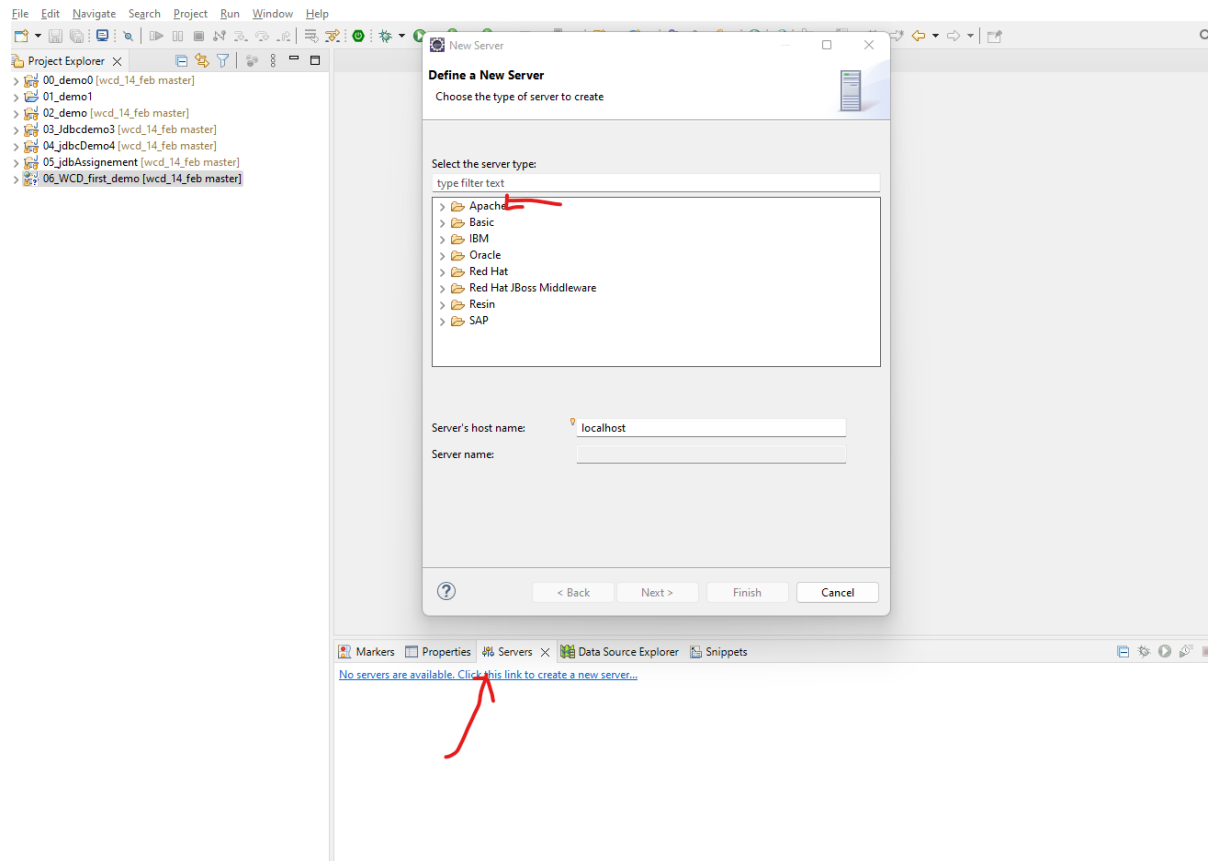 File Edit Navigate Search Project Run Window Help
Project Explorer
00_demo0 [wcd_14_feb master]
01_demo1
02_demo [wcd_14_feb master]
03_Jdbcdemo3 [wcd_14_feb master]
04_jdbcDemo4 [wcd_14_feb master]
05_jdbAssignement [wcd_14_feb master]
06_WCD_first_demo [wcd_14_feb master]
New Server
Define a New Server
Choose the type of server to create
Select the server type:
type filter text
Apache
Basic
IBM
Oracle
Red Hat
Red Hat JBoss Middleware
Resin
SAP
Server's host name: localhost
Server name:
? < Back Next > Finish Cancel
Markers Properties Servers Data Source Explorer Snippets
No servers are available. Click this link to create a new server...